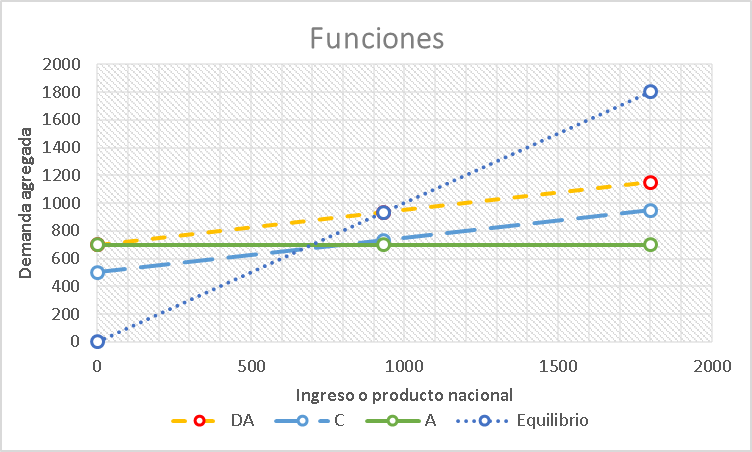 Funciones
Demanda agregada
2000
1800
1600
1400
1200
1000
800
600
400
200
0
0 500 1000 1500 2000
Ingreso o producto nacional
DA C A Equilibrio